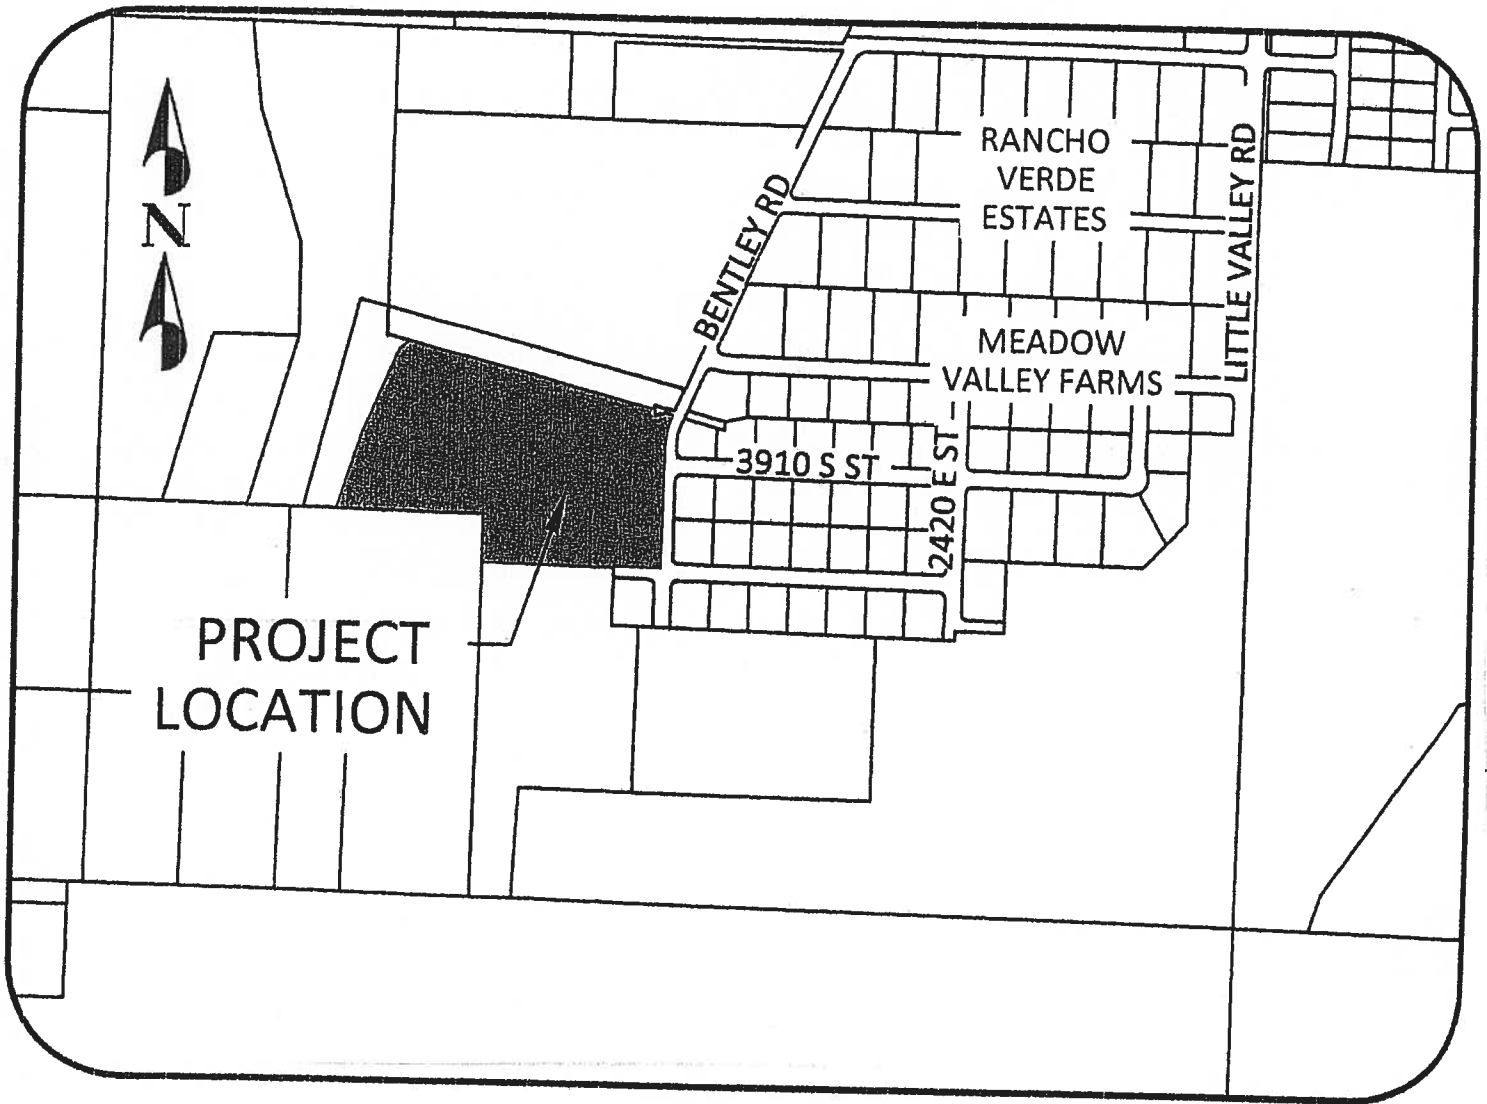 N
RANCHO
VERDE
ESTATES
LITTLE VALLEY RD
BENTLEY RD
MEADOW
VALLEY FARMS
3910 S ST
2420 E ST
PROJECT
LOCATION